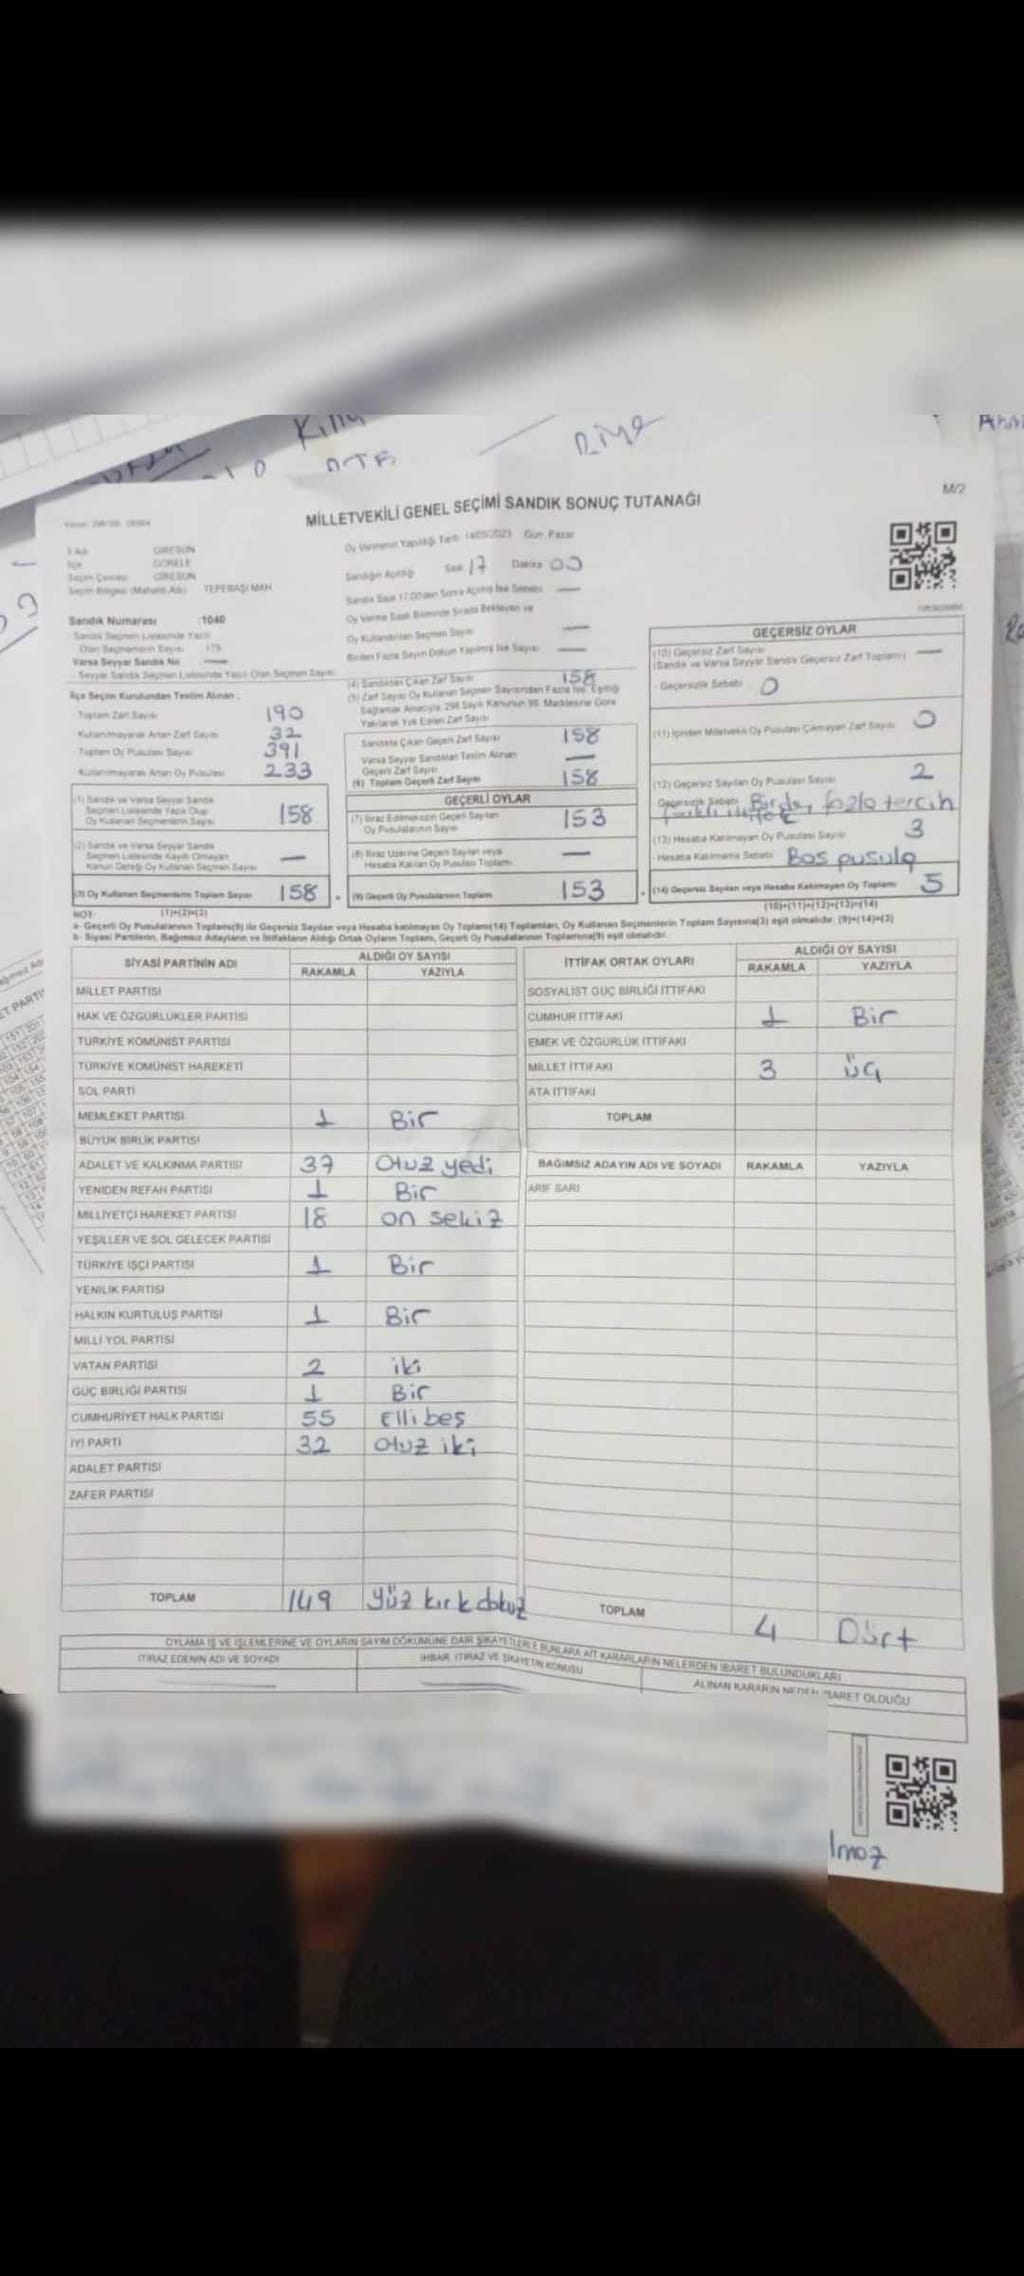 Killi
DTB
Diye
M/2
MİLLETVEKİLİ GENEL SEÇİMİ SANDIK SONUÇ TUTANAĞI
İl Adı GİRESUN
İlçe GÖRELE
Seçim Çevresi GİRESUN
Seçim Bölgesi (Mahalle Adı) TEPEBAŞI MAH
Sandık Numarası :1040
Sandık Seçmen Listesinde Yazılı
Olan Seçmenlerin Sayısı 179
Varsa Seyyar Sandık No —
Seyyar Sandık Seçmen Listesinde Yazılı Olan Seçmen Sayısı
İlçe Seçim Kurulundan Teslim Alınan ;
Toplam Zarf Sayısı 190
Kullanılmayarak Artan Zarf Sayısı 32
Toplam Oy Pusulası Sayısı 391
Kullanılmayarak Artan Oy Pusulası 233
(1) Sandık ve Varsa Seyyar Sandık
Seçmen Listesinde Yazılı Olup
Oy Kullanan Seçmenlerin Sayısı 158
(2) Sandık ve Varsa Seyyar Sandık
Seçmen Listesinde Kaydı Olmayan
Kanun Gereği Oy Kullanan Seçmen Sayısı —
(3) Oy Kullanan Seçmenlerin Toplam Sayısı 158
(1)+(2)=(3)
Oy Vermenin Yapıldığı Tarih 14/05/2023 Gün Pazar
Sandığın Açıldığı Saat 17 Dakika 00
Sandık Saat 17.00'den Sonra Açılmış İse Sebebi —
Oy Verme Saati Bitiminde Sırada Bekleyen ve
Oy Kullandırılan Seçmen Sayısı —
Birden Fazla Sayım Döküm Yapılmış İse Sayısı —
(4) Sandıktan Çıkan Zarf Sayısı 158
(5) Zarf Sayısı Oy Kullanan Seçmen Sayısından Fazla İse, Eşitliği
Sağlamak Amacıyla, 298 Sayılı Kanunun 98. Maddesine Göre
Yakılarak Yok Edilen Zarf Sayısı
Sandıkta Çıkan Geçerli Zarf Sayısı 158
Varsa Seyyar Sandıktan Teslim Alınan
Geçerli Zarf Sayısı —
(6) Toplam Geçerli Zarf Sayısı 158
GEÇERLİ OYLAR
(7) İtiraz Edilmeksizin Geçerli Sayılan
Oy Pusulalarının Sayısı 153
(8) İtiraz Üzerine Geçerli Sayılan veya
Hesaba Katılan Oy Pusulası Toplamı —
(9) Geçerli Oy Pusulalarının Toplamı 153
GEÇERSİZ OYLAR
(10) Geçersiz Zarf Sayısı —
(Sandık ve Varsa Seyyar Sandık Geçersiz Zarf Toplamı)
Geçersizlik Sebebi 0
(11) İçinden Milletvekili Oy Pusulası Çıkmayan Zarf Sayısı 0
(12) Geçersiz Sayılan Oy Pusulası Sayısı 2
Geçersizlik Sebebi Birden fazla tercih
farklı ittifak
(13) Hesaba Katılmayan Oy Pusulası Sayısı 3
Hesaba Katılmama Sebebi Bos pusula
(14) Geçersiz Sayılan veya Hesaba Katılmayan Oy Toplamı 5
(10)+(11)+(12)+(13)=(14)
NOT:
a- Geçerli Oy Pusulalarının Toplamı(9) ile Geçersiz Sayılan veya Hesaba katılmayan Oy Toplamı(14) Toplamları, Oy Kullanan Seçmenlerin Toplam Sayısına(3) eşit olmalıdır. (9)+(14)=(3)
b- Siyasi Partilerin, Bağımsız Adayların ve İttifakların Aldığı Ortak Oyların Toplamı, Geçerli Oy Pusulalarının Toplamına(9) eşit olmalıdır.
SİYASİ PARTİNİN ADI ALDIĞI OY SAYISI
RAKAMLA YAZIYLA
MİLLET PARTİSİ
HAK VE ÖZGÜRLÜKLER PARTİSİ
TÜRKİYE KOMÜNİST PARTİSİ
TÜRKİYE KOMÜNİST HAREKETİ
SOL PARTİ
MEMLEKET PARTİSİ 1 Bir
BÜYÜK BİRLİK PARTİSİ
ADALET VE KALKINMA PARTİSİ 37 Otuz yedi
YENİDEN REFAH PARTİSİ 1 Bir
MİLLİYETÇİ HAREKET PARTİSİ 18 on sekiz
YEŞİLLER VE SOL GELECEK PARTİSİ
TÜRKİYE İŞÇİ PARTİSİ 1 Bir
YENİLİK PARTİSİ
HALKIN KURTULUŞ PARTİSİ 1 Bir
MİLLİ YOL PARTİSİ
VATAN PARTİSİ 2 iki
GÜÇ BİRLİĞİ PARTİSİ 1 Bir
CUMHURİYET HALK PARTİSİ 55 Elli beş
İYİ PARTİ 32 otuz iki
ADALET PARTİSİ
ZAFER PARTİSİ
TOPLAM 149 yüz kırk dokuz
İTTİFAK ORTAK OYLARI ALDIĞI OY SAYISI
RAKAMLA YAZIYLA
SOSYALİST GÜÇ BİRLİĞİ İTTİFAKI
CUMHUR İTTİFAKI 1 Bir
EMEK VE ÖZGÜRLÜK İTTİFAKI
MİLLET İTTİFAKI 3 üç
ATA İTTİFAKI
TOPLAM
BAĞIMSIZ ADAYIN ADI VE SOYADI RAKAMLA YAZIYLA
ARİF SARI
TOPLAM 4 Dört
OYLAMA İŞ VE İŞLEMLERİNE VE OYLARIN SAYIM DÖKÜMÜNE DAİR ŞİKAYETLERLE BUNLARA AİT KARARLARIN NELERDEN İBARET BULUNDUKLARI
İTİRAZ EDENİN ADI VE SOYADI
İHBAR, İTİRAZ VE ŞİKAYETİN KONUSU
ALINAN KARARIN NEDEN İBARET OLDUĞU
lmaz